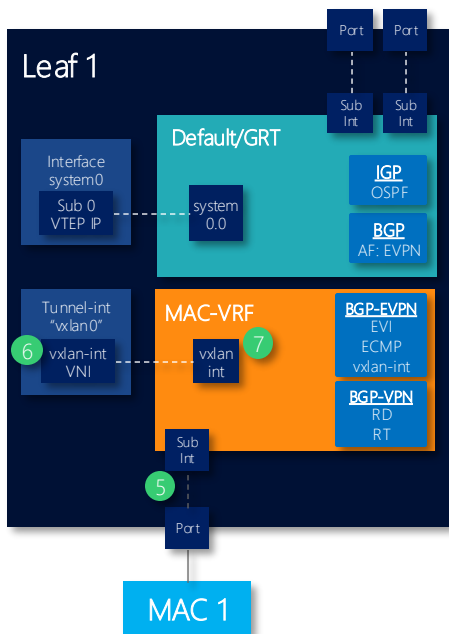 Port
Port
Leaf 1
Sub
Int
Sub
Int
Default/GRT
Interface
system0
Sub 0
VTEP IP
system
0.0
IGP
OSPF
BGP
AF: EVPN
Tunnel-int
"vxlan0"
6
vxlan-int
VNI
MAC-VRF
7
vxlan
int
BGP-EVPN
EVI
ECMP
vxlan-int
BGP-VPN
RD
RT
Sub
Int
5
Port
MAC 1